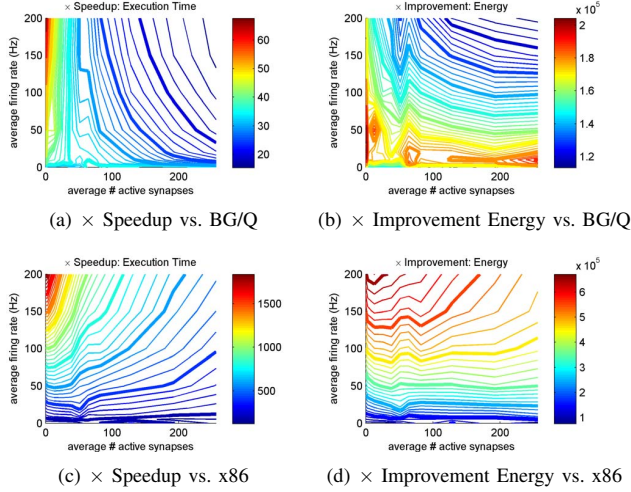 × Speedup: Execution Time
average firing rate (Hz)
200
150
100
50
0
0 100 200
average # active synapses
60
50
40
30
20
(a) × Speedup vs. BG/Q
× Improvement: Energy
x 10^5
average firing rate (Hz)
200
150
100
50
0
0 100 200
average # active synapses
2
1.8
1.6
1.4
1.2
(b) × Improvement Energy vs. BG/Q
× Speedup: Execution Time
average firing rate (Hz)
200
150
100
50
0
0 100 200
average # active synapses
1500
1000
500
(c) × Speedup vs. x86
× Improvement: Energy
x 10^5
average firing rate (Hz)
200
150
100
50
0
0 100 200
average # active synapses
6
5
4
3
2
1
(d) × Improvement Energy vs. x86